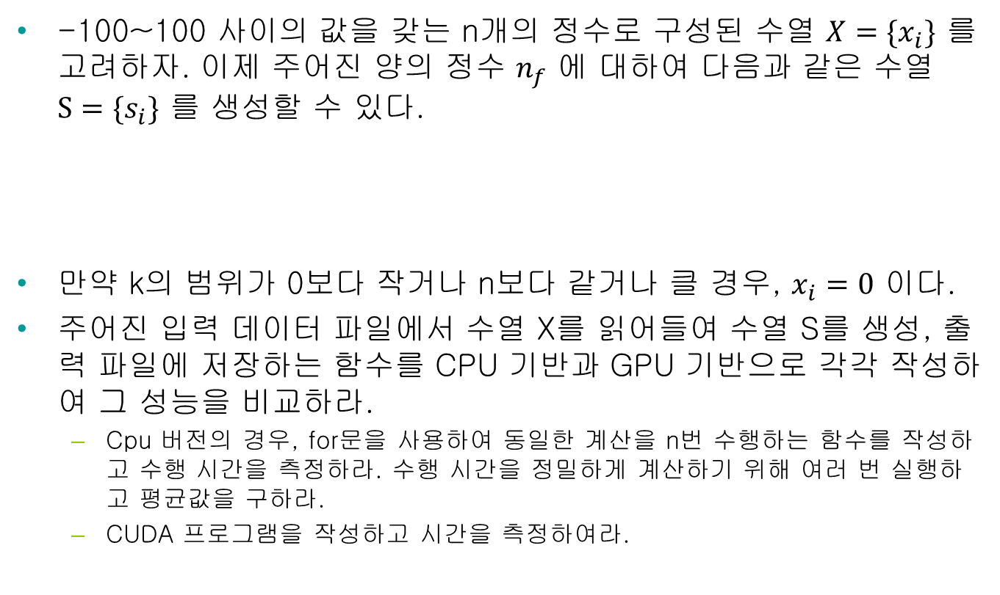 • -100~100 사이의 값을 갖는 n개의 정수로 구성된 수열 X = {xᵢ} 를
고려하자. 이제 주어진 양의 정수 n_f 에 대하여 다음과 같은 수열
S = {sᵢ} 를 생성할 수 있다.
• 만약 k의 범위가 0보다 작거나 n보다 같거나 클 경우, xᵢ = 0 이다.
• 주어진 입력 데이터 파일에서 수열 X를 읽어들여 수열 S를 생성, 출
력 파일에 저장하는 함수를 CPU 기반과 GPU 기반으로 각각 작성하
여 그 성능을 비교하라.
– Cpu 버전의 경우, for문을 사용하여 동일한 계산을 n번 수행하는 함수를 작성하
고 수행 시간을 측정하라. 수행 시간을 정밀하게 계산하기 위해 여러 번 실행하
고 평균값을 구하라.
– CUDA 프로그램을 작성하고 시간을 측정하여라.